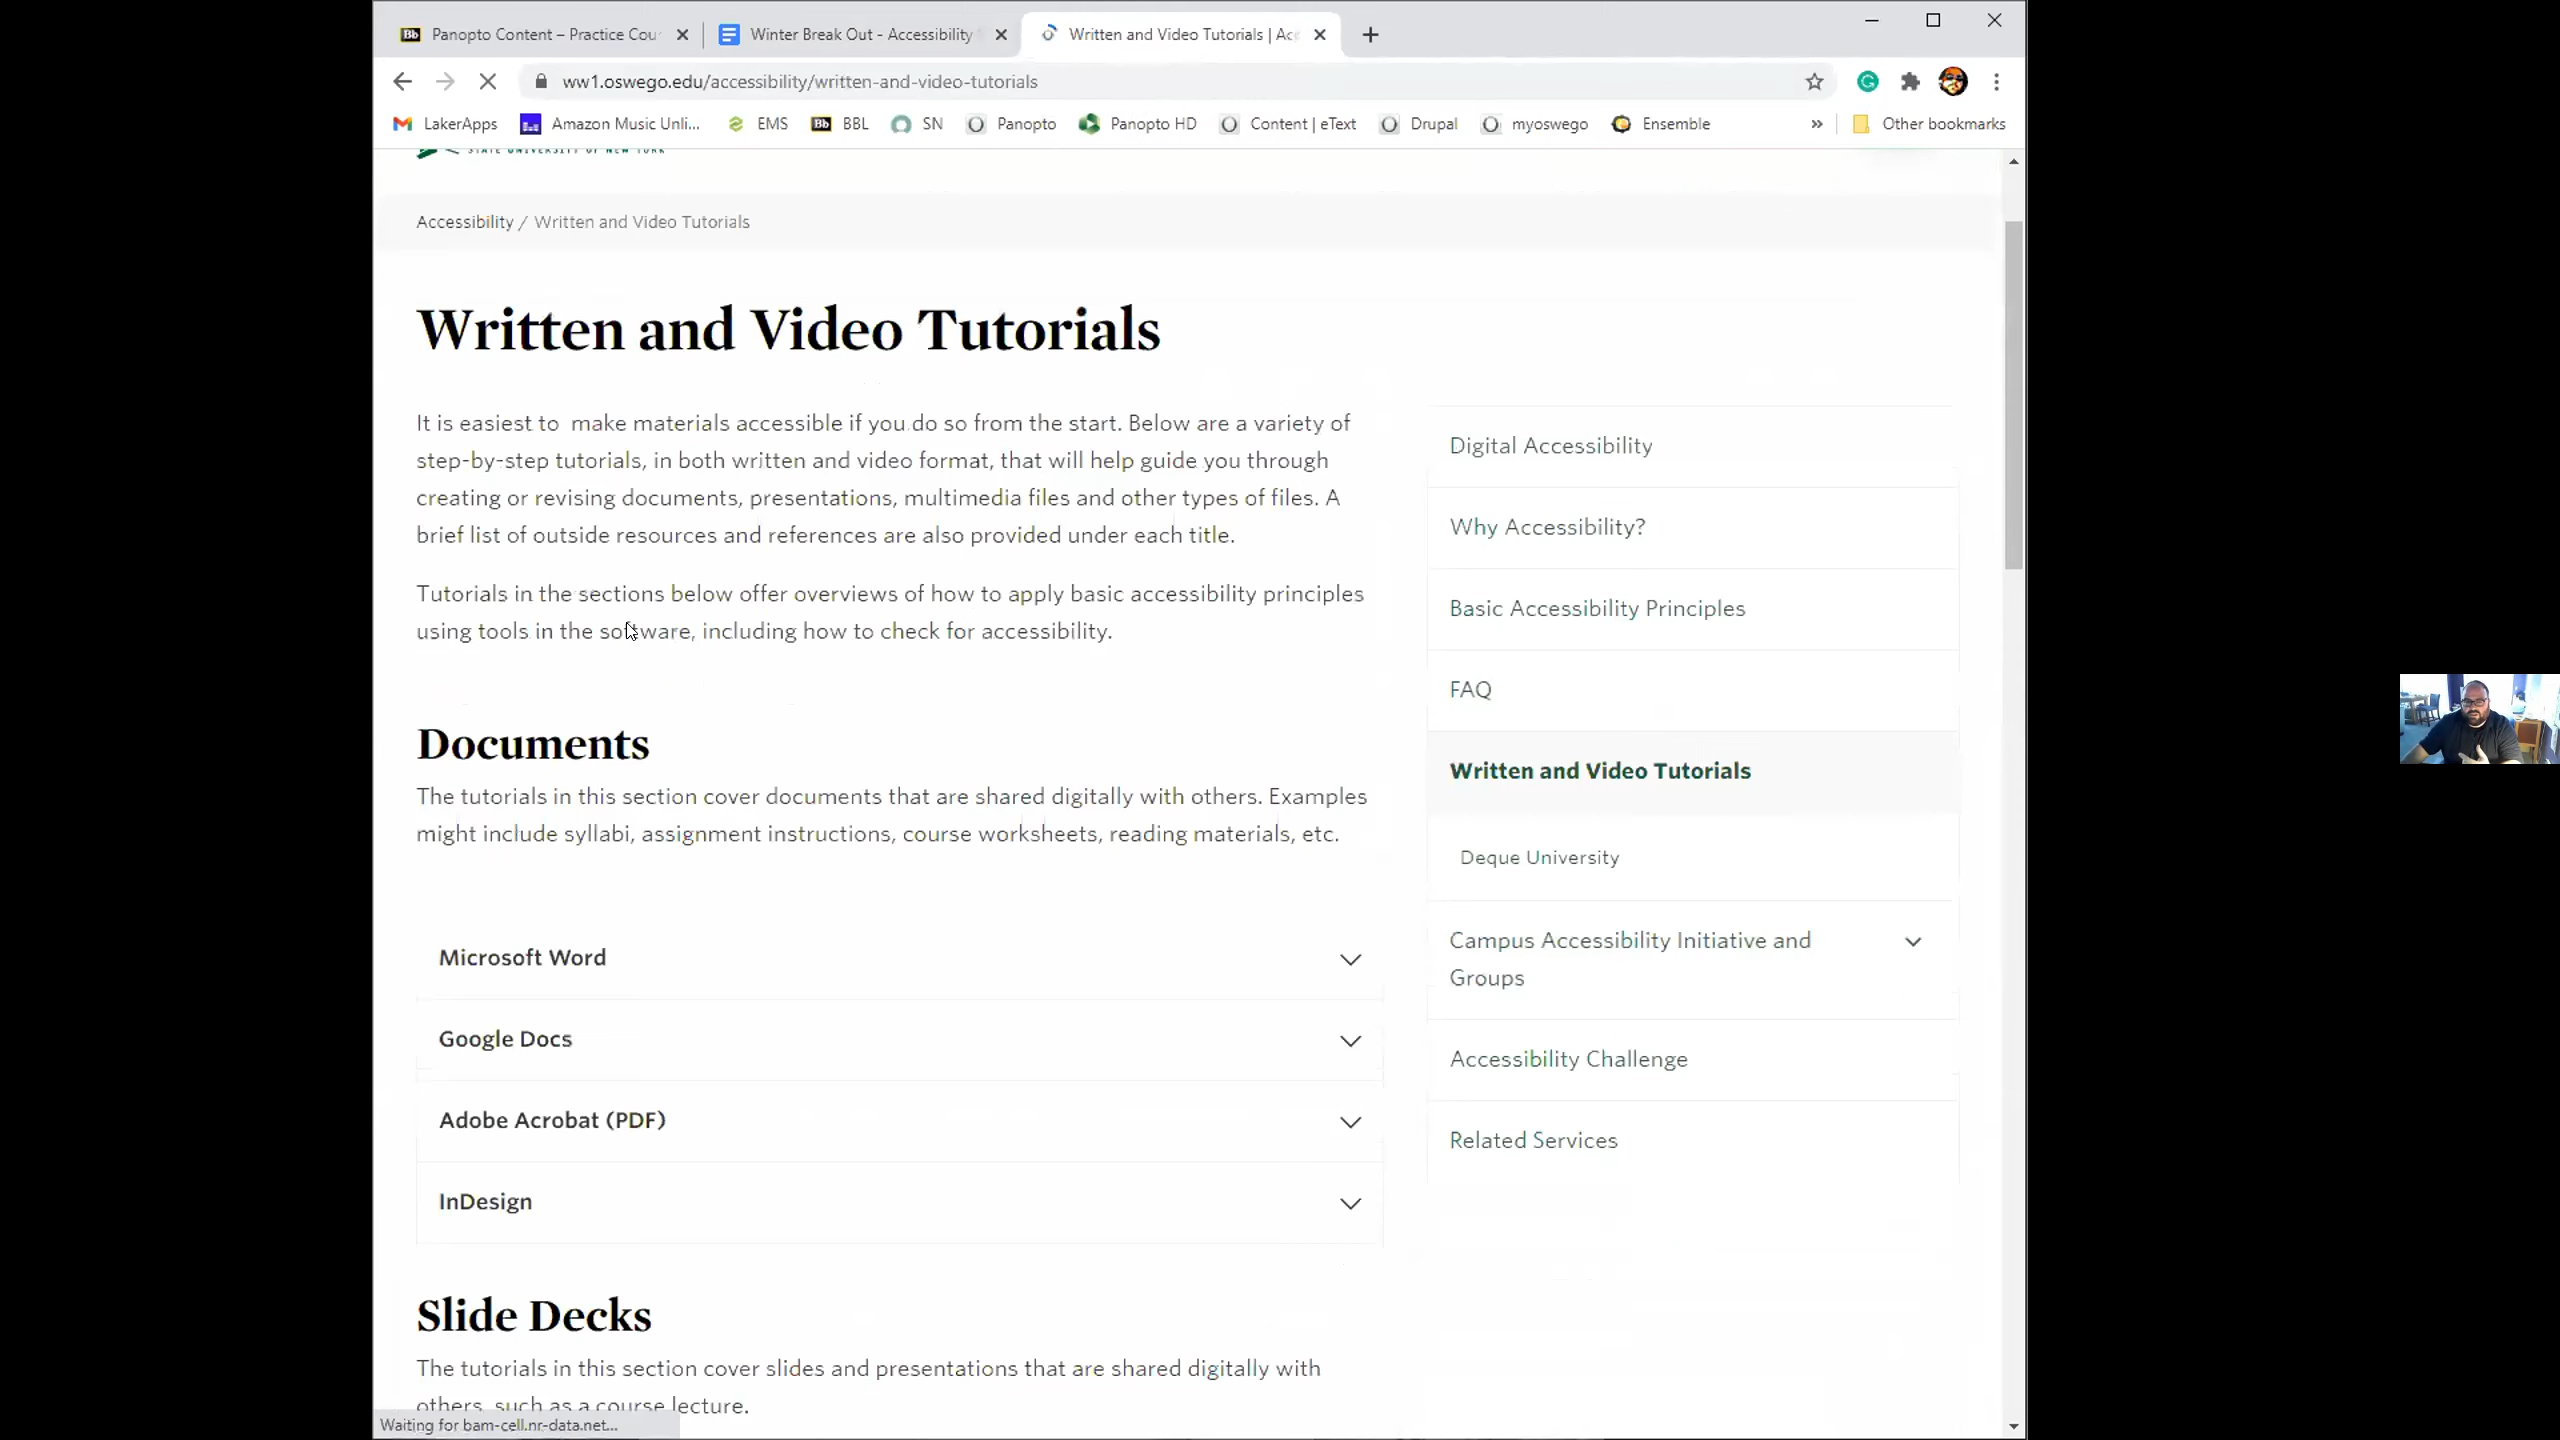 Panopto Content – Practice Cou
Winter Break Out - Accessibility
Written and Video Tutorials | Ac
ww1.oswego.edu/accessibility/written-and-video-tutorials
LakerApps
Amazon Music Unli...
EMS
Bb BBL
SN
Panopto
Panopto HD
Content | eText
Drupal
myoswego
Ensemble
»
Other bookmarks
STATE UNIVERSITY OF NEW YORK
Accessibility / Written and Video Tutorials
Written and Video Tutorials
It is easiest to  make materials accessible if you do so from the start. Below are a variety of
step-by-step tutorials, in both written and video format, that will help guide you through
creating or revising documents, presentations, multimedia files and other types of files. A
brief list of outside resources and references are also provided under each title.
Tutorials in the sections below offer overviews of how to apply basic accessibility principles
using tools in the software, including how to check for accessibility.
Documents
The tutorials in this section cover documents that are shared digitally with others. Examples
might include syllabi, assignment instructions, course worksheets, reading materials, etc.
Microsoft Word
Google Docs
Adobe Acrobat (PDF)
InDesign
Slide Decks
The tutorials in this section cover slides and presentations that are shared digitally with
others, such as a course lecture.
Digital Accessibility
Why Accessibility?
Basic Accessibility Principles
FAQ
Written and Video Tutorials
Deque University
Campus Accessibility Initiative and
Groups
Accessibility Challenge
Related Services
Waiting for bam-cell.nr-data.net...